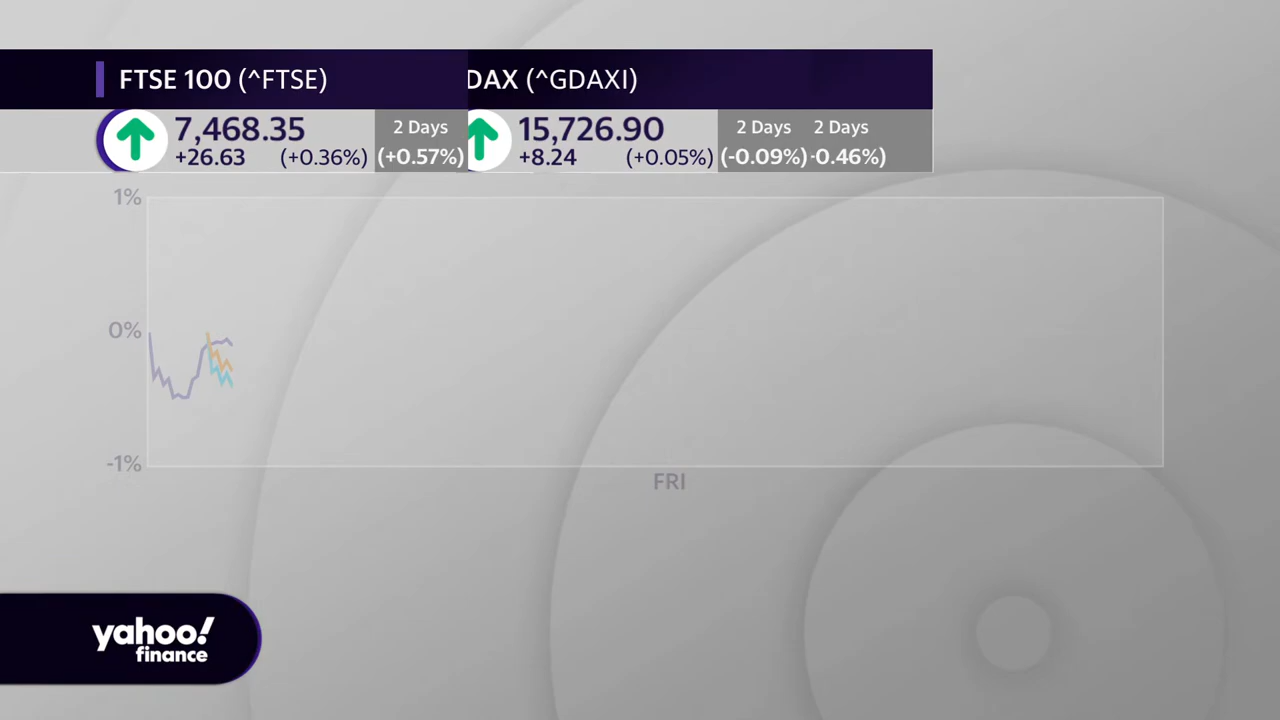 FTSE 100 (^FTSE)
DAX (^GDAXI)
7,468.35
+26.63 (+0.36%)
2 Days
(+0.57%)
15,726.90
+8.24 (+0.05%)
2 Days 2 Days
(-0.09%) -0.46%)
1%
0%
-1%
FRI
yahoo!
finance